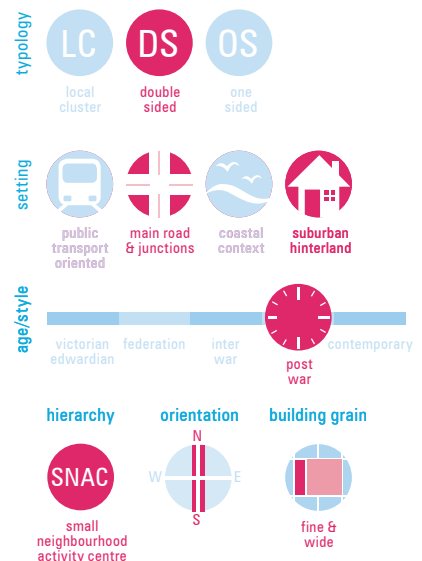 typology
LC DS OS
local
cluster
double
sided
one
sided
setting
public
transport
oriented
main road
& junctions
coastal
context
suburban
hinterland
age/style
victorian
edwardian
federation
inter
war
post
war
contemporary
hierarchy
orientation
building grain
SNAC
N
W E
S
small
neighbourhood
activity centre
fine &
wide